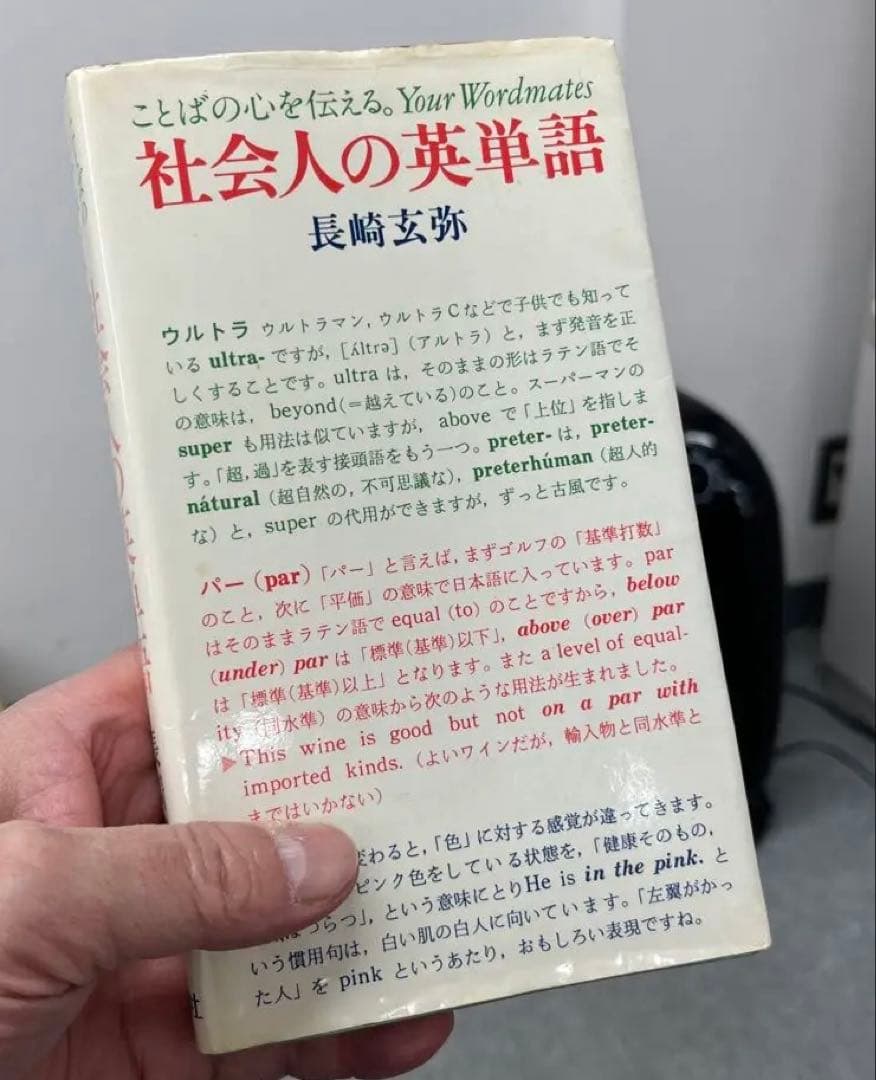 ことばの心を伝える。Your Wordmates
社会人の英単語
長崎玄弥
ウルトラ ウルトラマン,ウルトラCなどで子供でも知って
いる ultra- ですが, [ʌ́ltrə](アルトラ)と,まず発音を正
しくすることです。ultra は,そのままの形はラテン語でそ
の意味は, beyond(=越えている)のこと。スーパーマンの
super も用法は似ていますが, above で「上位」を指しま
す。「超,過」を表す接頭語をもう一つ。preter- は, preter-
nátural(超自然の,不可思議な), preterhúman(超人的
な)と, super の代用ができますが,ずっと古風です。
パー(par)「パー」と言えば,まずゴルフの「基準打数」
のこと,次に「平価」の意味で日本語に入っています。par
はそのままラテン語で equal (to) のことですから, below
(under) par は「標準(基準)以下」, above (over) par
は「標準(基準)以上」となります。また a level of equal-
ity(同水準)の意味から次のような用法が生まれました。
▶This wine is good but not on a par with
imported kinds.(よいワインだが,輸入物と同水準と
まではいかない)
変わると,「色」に対する感覚が違ってきます。
ピンク色をしている状態を,「健康そのもの,
つらつ」,という意味にとりHe is in the pink. と
いう慣用句は,白い肌の白人に向いています。「左翼がかっ
た人」を pink というあたり,おもしろい表現ですね。